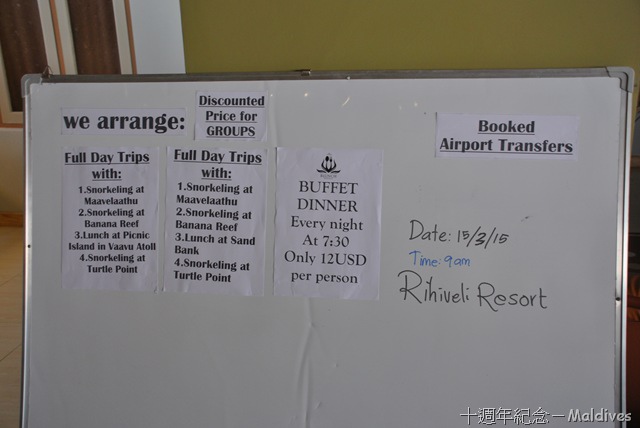 we arrange:
Discounted
Price for
GROUPS
Full Day Trips
with:
1.Snorkeling at
Maavelaathu
2.Snorkeling at
Banana Reef
3.Lunch at Picnic
Island in Vaavu Atoll
4.Snorkeling at
Turtle Point
Full Day Trips
with:
1.Snorkeling at
Maavelaathu
2.Snorkeling at
Banana Reef
3.Lunch at Sand
Bank
4.Snorkeling at
Turtle Point
BUFFET
DINNER
Every night
At 7:30
Only 12USD
per person
Booked
Airport Transfers
Date: 15/3/15
Time: 9am
Rihiveli Resort
十週年紀念－Maldives